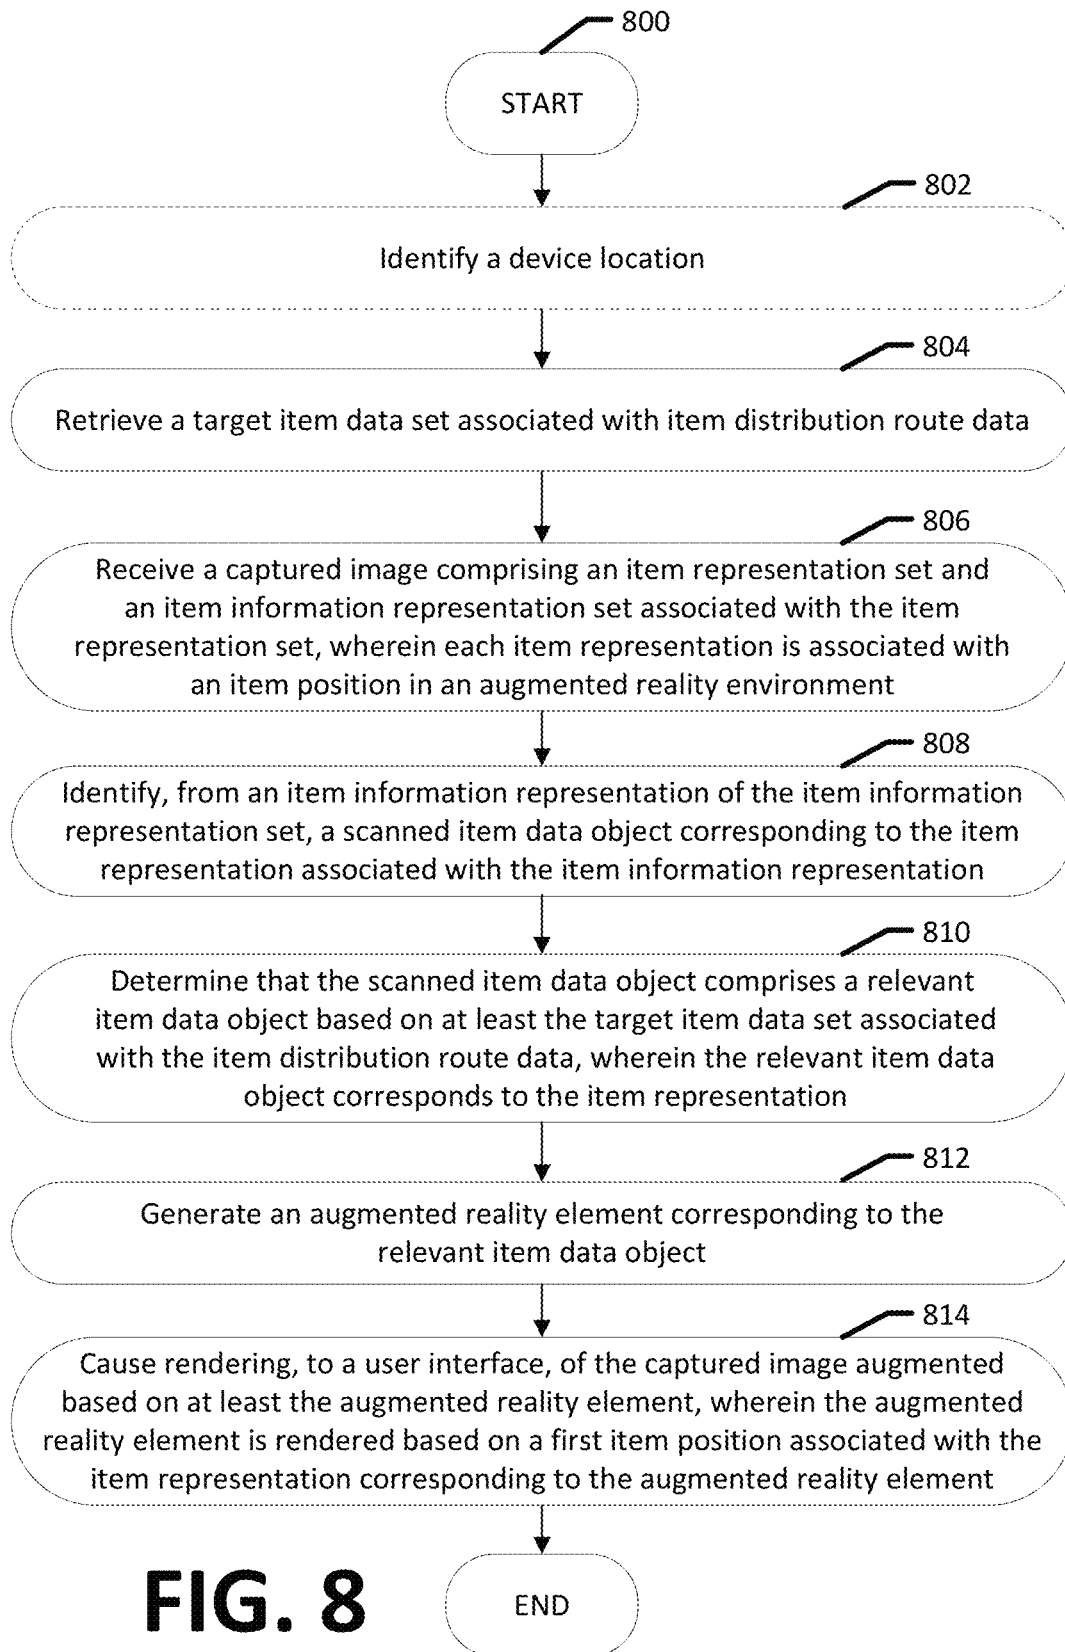 800
START
802
Identify a device location
804
Retrieve a target item data set associated with item distribution route data
806
Receive a captured image comprising an item representation set and
an item information representation set associated with the item
representation set, wherein each item representation is associated with
an item position in an augmented reality environment
808
Identify, from an item information representation of the item information
representation set, a scanned item data object corresponding to the item
representation associated with the item information representation
810
Determine that the scanned item data object comprises a relevant
item data object based on at least the target item data set associated
with the item distribution route data, wherein the relevant item data
object corresponds to the item representation
812
Generate an augmented reality element corresponding to the
relevant item data object
814
Cause rendering, to a user interface, of the captured image augmented
based on at least the augmented reality element, wherein the augmented
reality element is rendered based on a first item position associated with the
item representation corresponding to the augmented reality element
FIG. 8
END